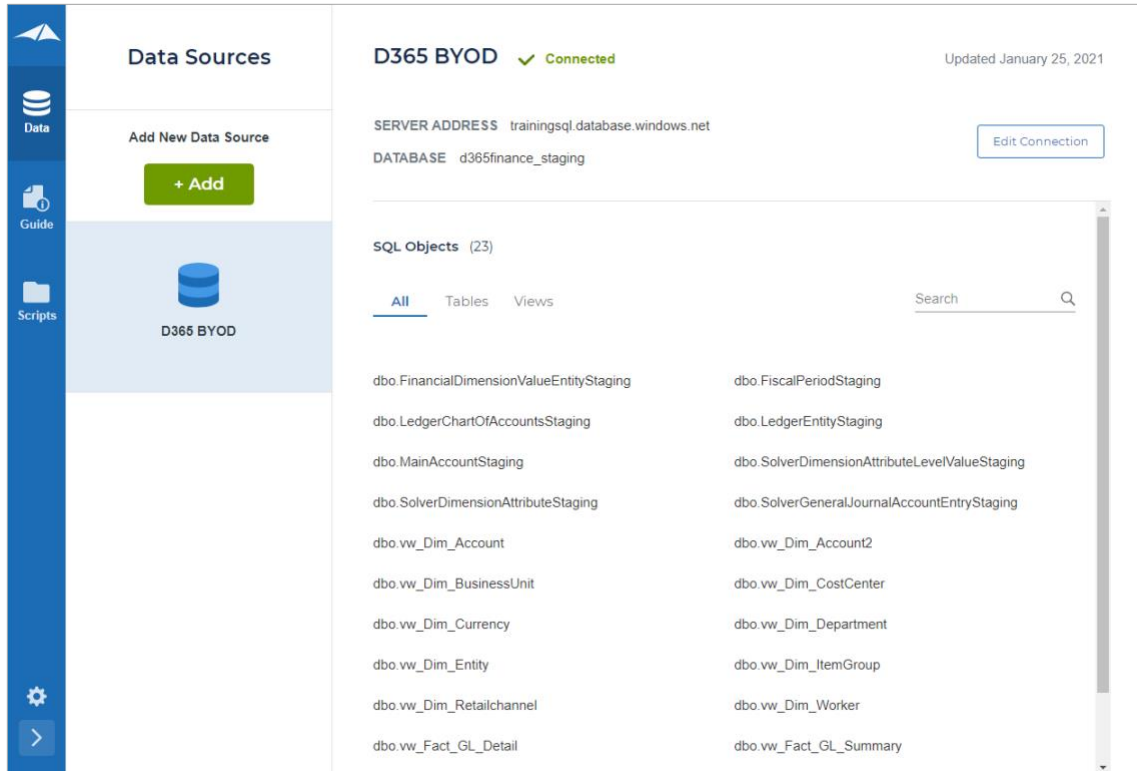 Data Sources
D365 BYOD Connected
Updated January 25, 2021
Data
Guide
Scripts
Add New Data Source
+ Add
D365 BYOD
SERVER ADDRESS trainingsql.database.windows.net
DATABASE d365finance_staging
Edit Connection
SQL Objects (23)
All Tables Views
Search
dbo.FinancialDimensionValueEntityStaging dbo.FiscalPeriodStaging
dbo.LedgerChartOfAccountsStaging dbo.LedgerEntityStaging
dbo.MainAccountStaging dbo.SolverDimensionAttributeLevelValueStaging
dbo.SolverDimensionAttributeStaging dbo.SolverGeneralJournalAccountEntryStaging
dbo.vw_Dim_Account dbo.vw_Dim_Account2
dbo.vw_Dim_BusinessUnit dbo.vw_Dim_CostCenter
dbo.vw_Dim_Currency dbo.vw_Dim_Department
dbo.vw_Dim_Entity dbo.vw_Dim_ItemGroup
dbo.vw_Dim_Retailchannel dbo.vw_Dim_Worker
dbo.vw_Fact_GL_Detail dbo.vw_Fact_GL_Summary